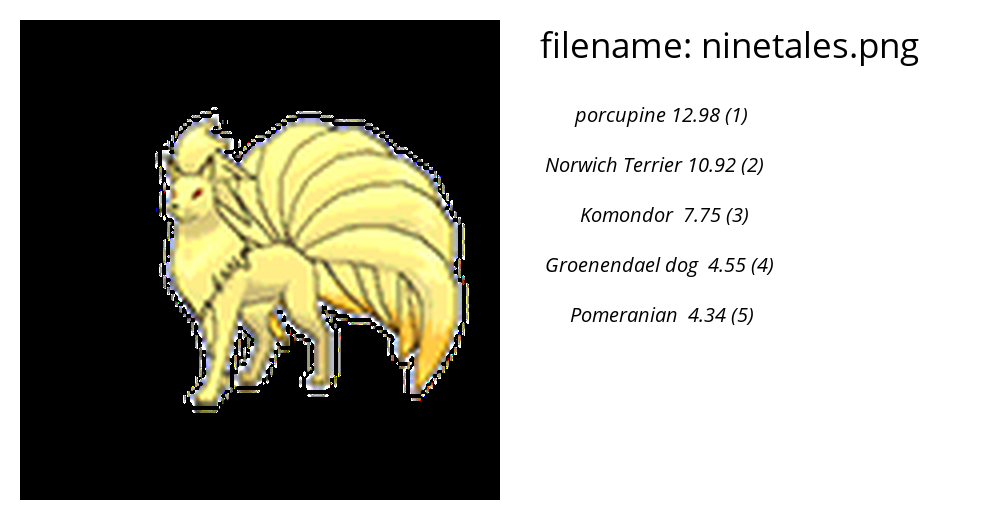 filename: ninetales.png
porcupine 12.98 (1)
Norwich Terrier 10.92 (2)
Komondor 7.75 (3)
Groenendael dog 4.55 (4)
Pomeranian 4.34 (5)